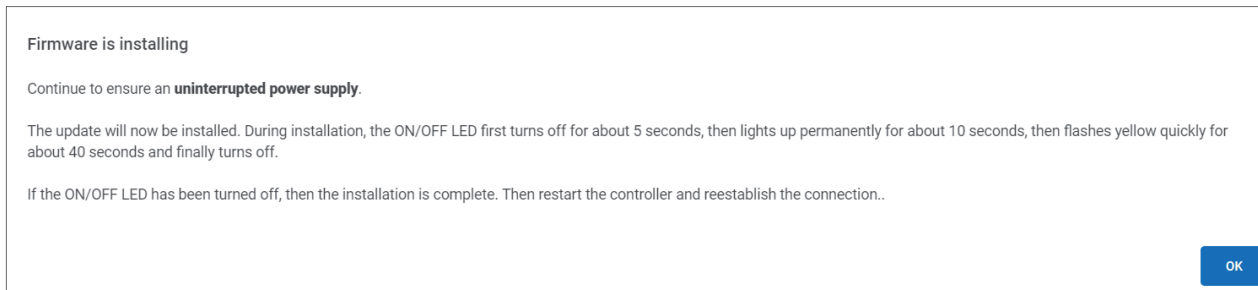 Firmware is installing
Continue to ensure an uninterrupted power supply.
The update will now be installed. During installation, the ON/OFF LED first turns off for about 5 seconds, then lights up permanently for about 10 seconds, then flashes yellow quickly for
about 40 seconds and finally turns off.
If the ON/OFF LED has been turned off, then the installation is complete. Then restart the controller and reestablish the connection..
OK